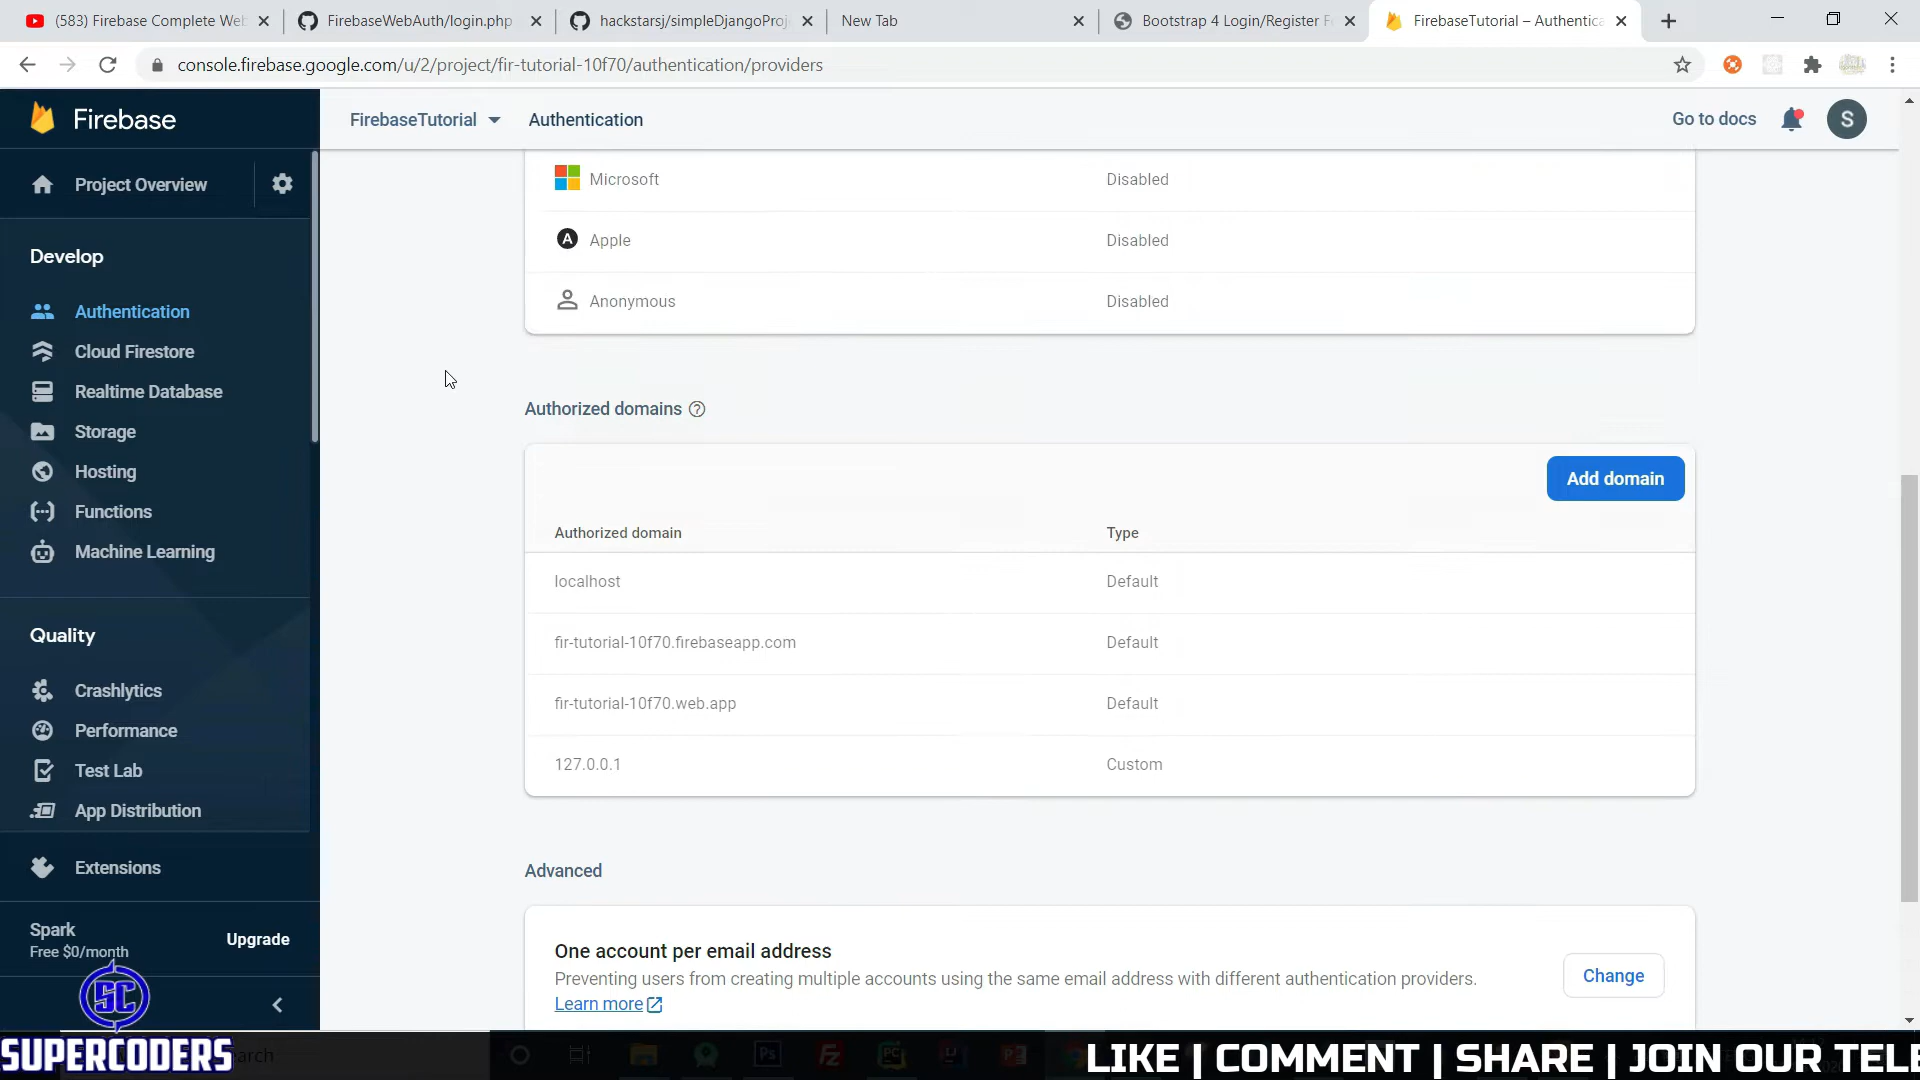 (583) Firebase Complete Web
FirebaseWebAuth/login.php
hackstarsj/simpleDjangoProj
New Tab
Bootstrap 4 Login/Register Fo
FirebaseTutorial – Authentica
console.firebase.google.com/u/2/project/fir-tutorial-10f70/authentication/providers
Firebase
FirebaseTutorial
Authentication
Go to docs
S
Project Overview
Develop
Authentication
Cloud Firestore
Realtime Database
Storage
Hosting
Functions
Machine Learning
Quality
Crashlytics
Performance
Test Lab
App Distribution
Extensions
Spark
Free $0/month
Upgrade
Microsoft Disabled
Apple Disabled
Anonymous Disabled
Authorized domains
Add domain
Authorized domain Type
localhost Default
fir-tutorial-10f70.firebaseapp.com Default
fir-tutorial-10f70.web.app Default
127.0.0.1 Custom
Advanced
One account per email address
Preventing users from creating multiple accounts using the same email address with different authentication providers.
Learn more
Change
SC
SUPERCODERS
LIKE | COMMENT | SHARE | JOIN OUR TELE